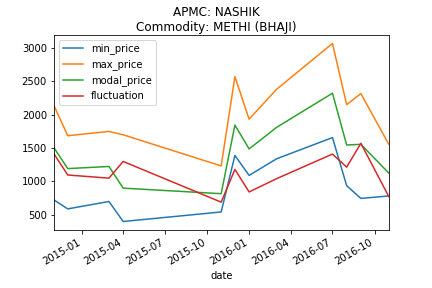 APMC: NASHIK
Commodity: METHI (BHAJI)
min_price
max_price
modal_price
fluctuation
3000
2500
2000
1500
1000
500
2015-01
2015-04
2015-07
2015-10
2016-01
2016-04
2016-07
2016-10
date